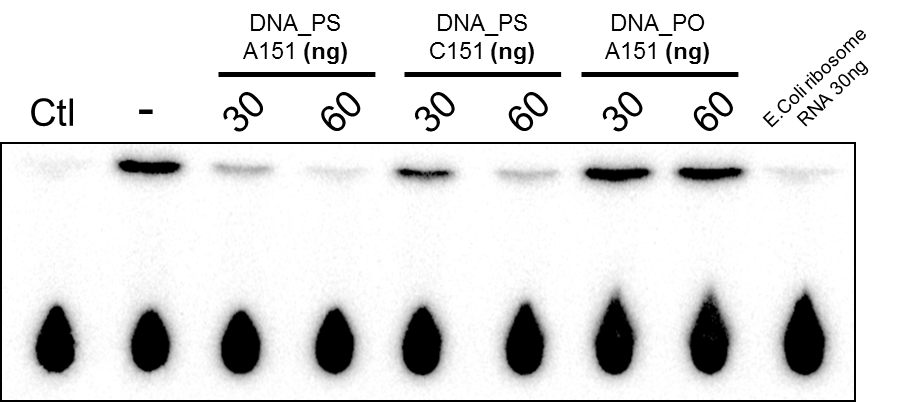 DNA_PS
A151 (ng)
DNA_PS
C151 (ng)
DNA_PO
A151 (ng)
Ctl
-
30
60
30
60
30
60
E.Coli ribosome
RNA 30ng